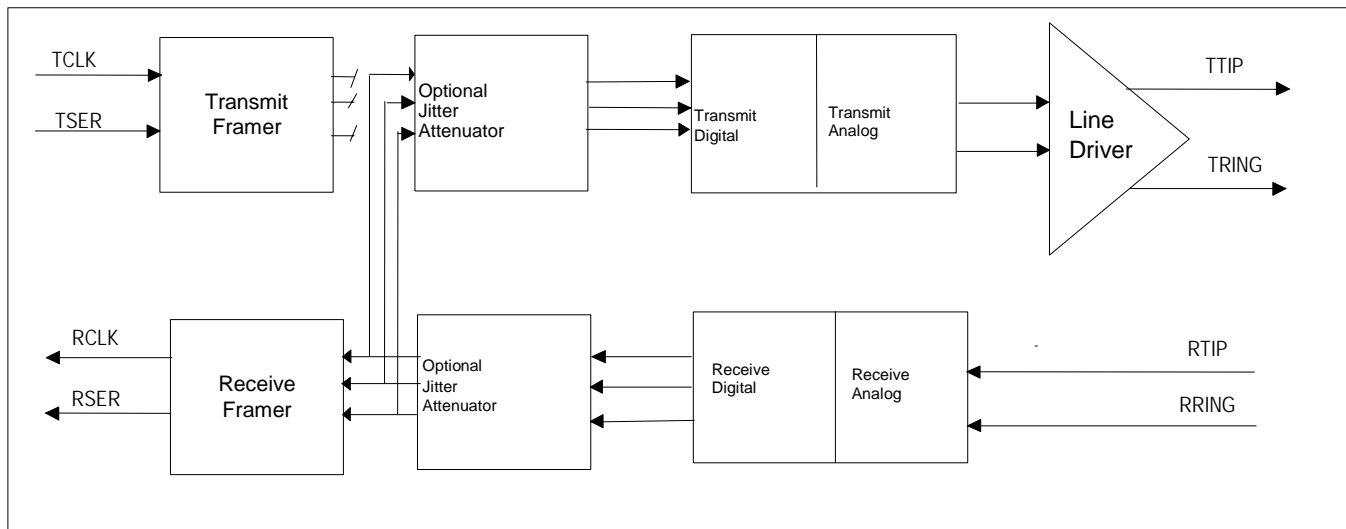 TCLK
TSER
Transmit
Framer
Optional
Jitter
Attenuator
Transmit
Digital
Transmit
Analog
Line
Driver
TTIP
TRING
RCLK
RSER
Receive
Framer
Optional
Jitter
Attenuator
Receive
Digital
Receive
Analog
RTIP
RRING